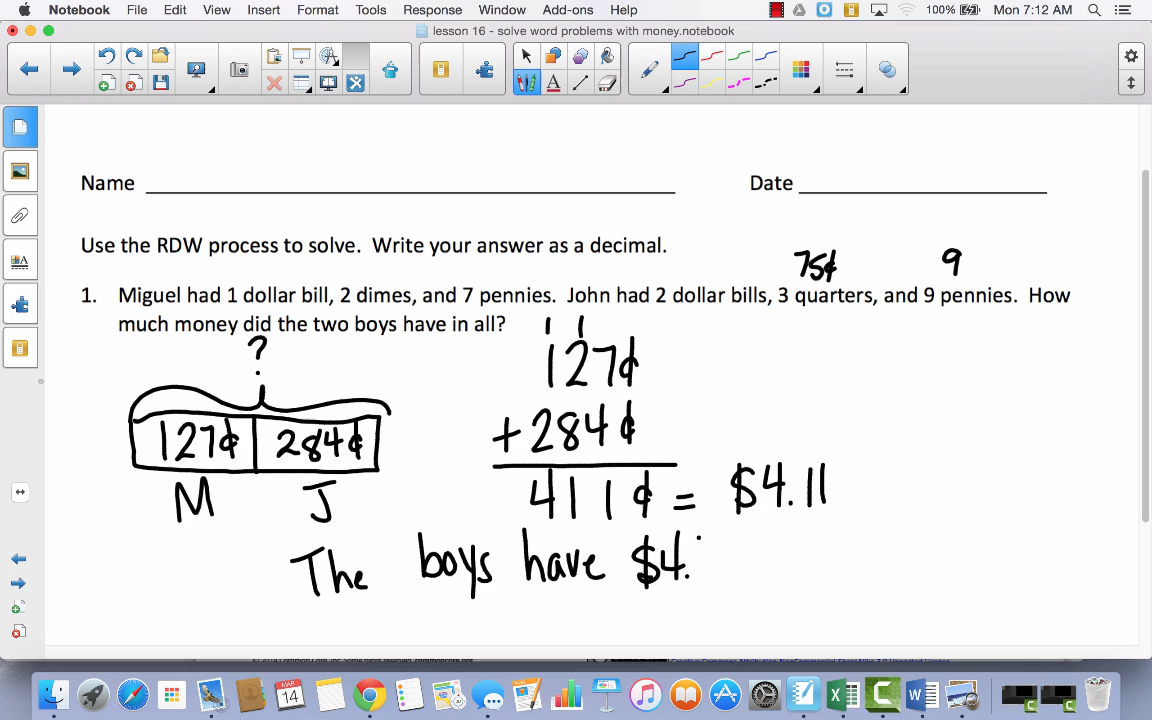 Notebook File Edit View Insert Format Tools Response Window Add-ons Help 100% Mon 7:12 AM
lesson 16 - solve word problems with money.notebook
Name Date
Use the RDW process to solve. Write your answer as a decimal.
75¢ 9
1. Miguel had 1 dollar bill, 2 dimes, and 7 pennies. John had 2 dollar bills, 3 quarters, and 9 pennies. How
much money did the two boys have in all?
?
1 1
127¢
+284¢
127¢ 284¢
411¢ = $4.11
M J
The boys have $4.
MAR
14